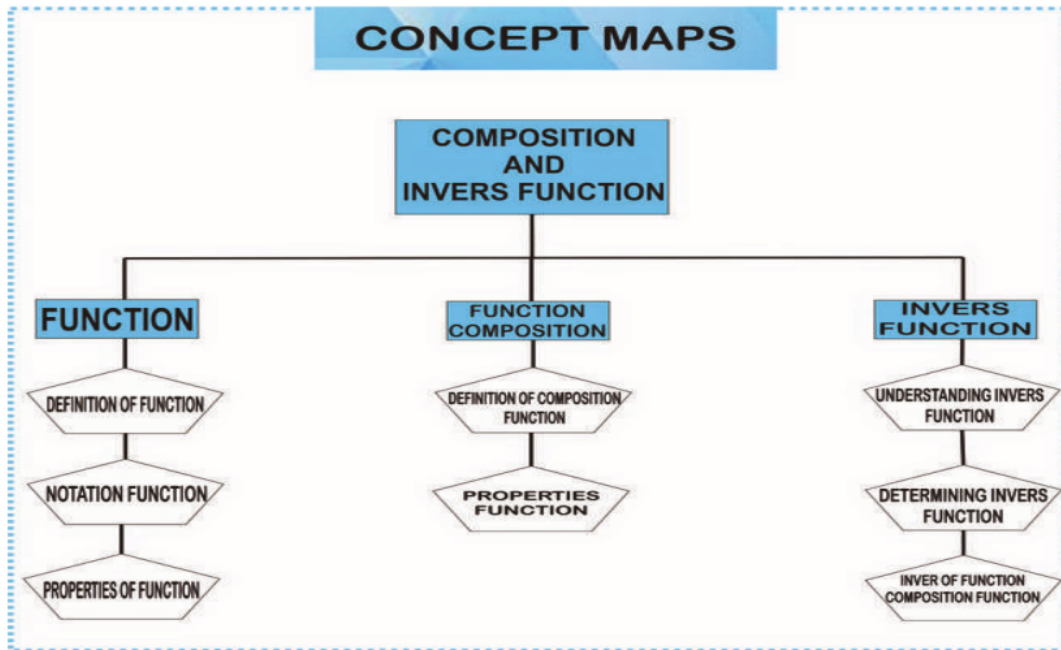 CONCEPT MAPS
COMPOSITION
AND
INVERS FUNCTION
FUNCTION
DEFINITION OF FUNCTION
NOTATION FUNCTION
PROPERTIES OF FUNCTION
FUNCTION
COMPOSITION
DEFINITION OF COMPOSITION
FUNCTION
PROPERTIES
FUNCTION
INVERS
FUNCTION
UNDERSTANDING INVERS
FUNCTION
DETERMINING INVERS
FUNCTION
INVER OF FUNCTION
COMPOSITION FUNCTION